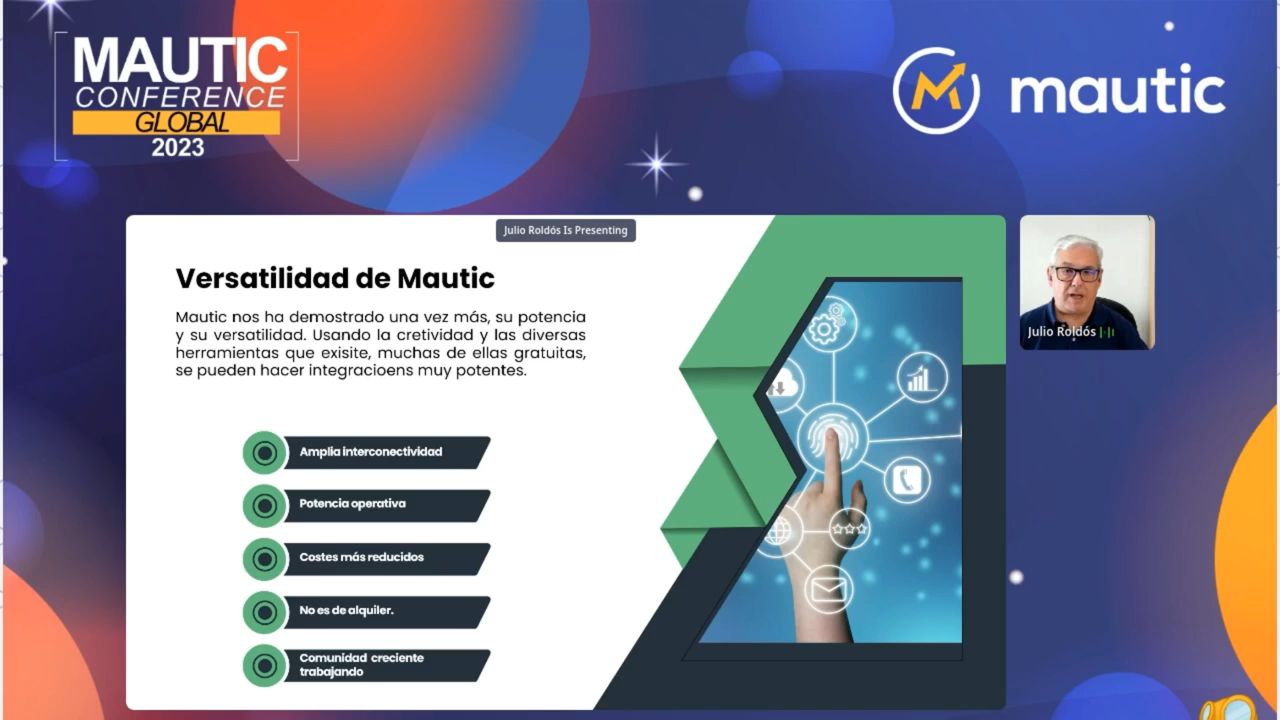 MAUTIC
CONFERENCE
GLOBAL
2023
mautic
Julio Roldós Is Presenting
Versatilidad de Mautic
Mautic nos ha demostrado una vez más, su potencia
y su versatilidad. Usando la cretividad y las diversas
herramientas que exisite, muchas de ellas gratuitas,
se pueden hacer integracioens muy potentes.
Amplia interconectividad
Potencia operativa
Costes más reducidos
No es de alquiler.
Comunidad creciente
trabajando
Julio Roldós